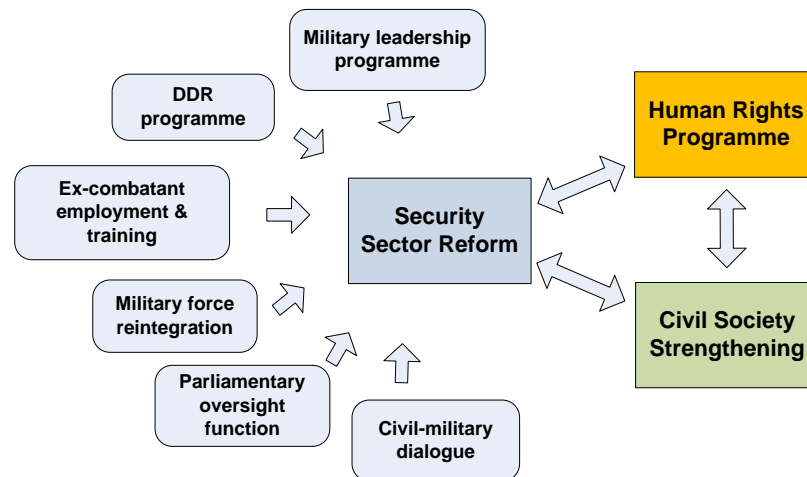 Military leadership
programme
DDR
programme
Human Rights
Programme
Ex-combatant
employment &
training
Security
Sector Reform
Military force
reintegration
Civil Society
Strengthening
Parliamentary
oversight
function
Civil-military
dialogue